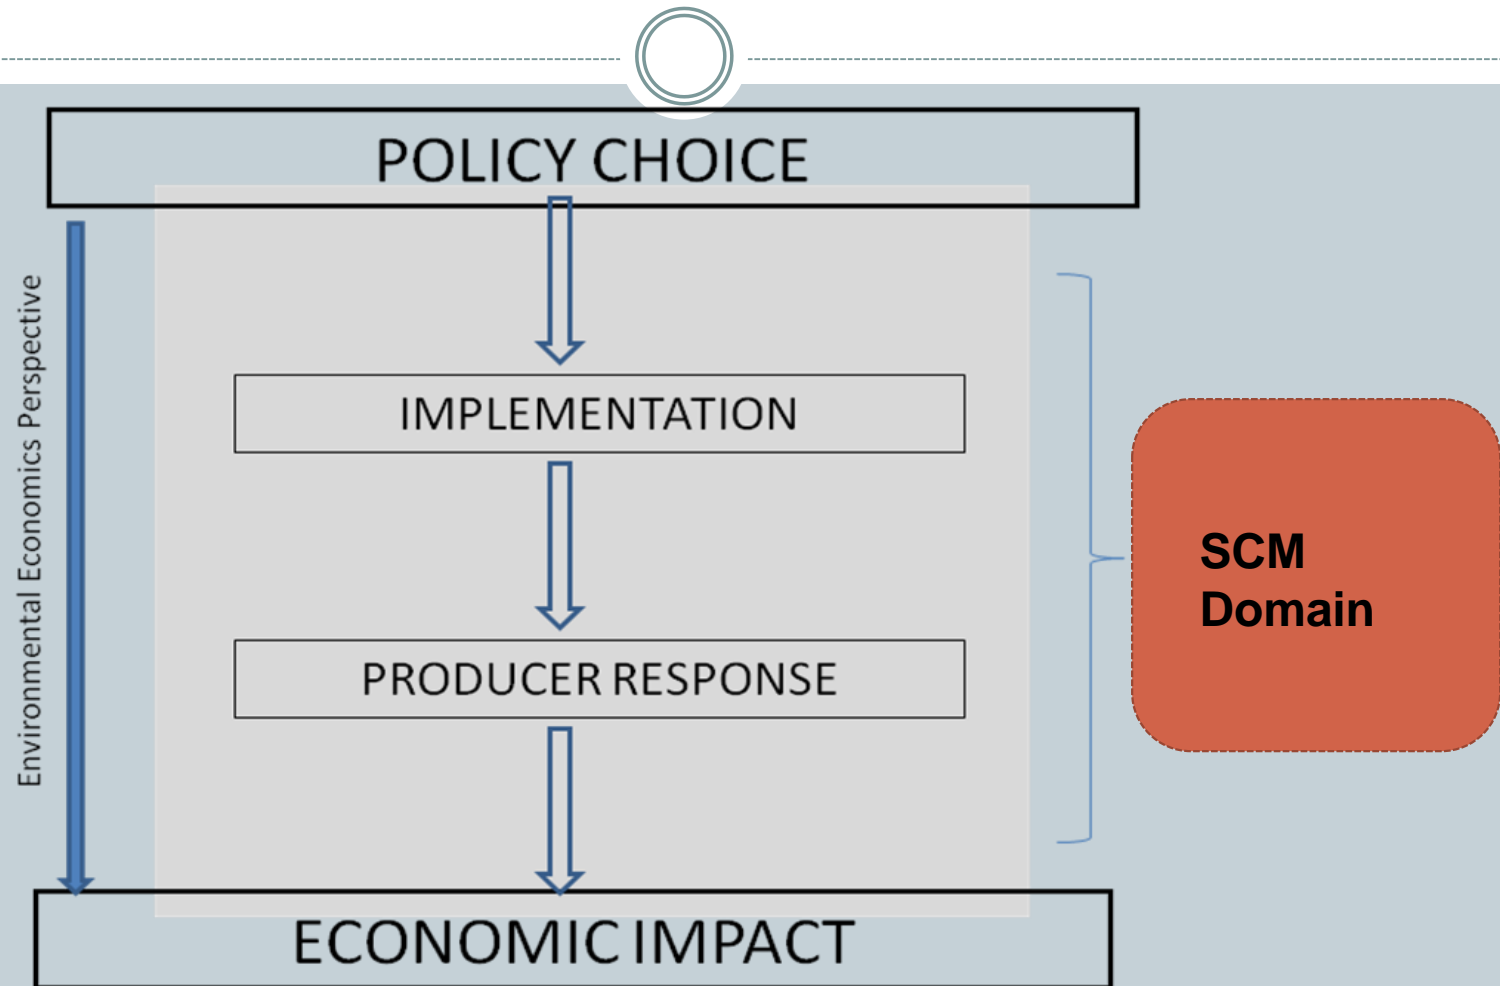 POLICY CHOICE
Environmental Economics Perspective
IMPLEMENTATION
PRODUCER RESPONSE
SCM
Domain
ECONOMIC IMPACT